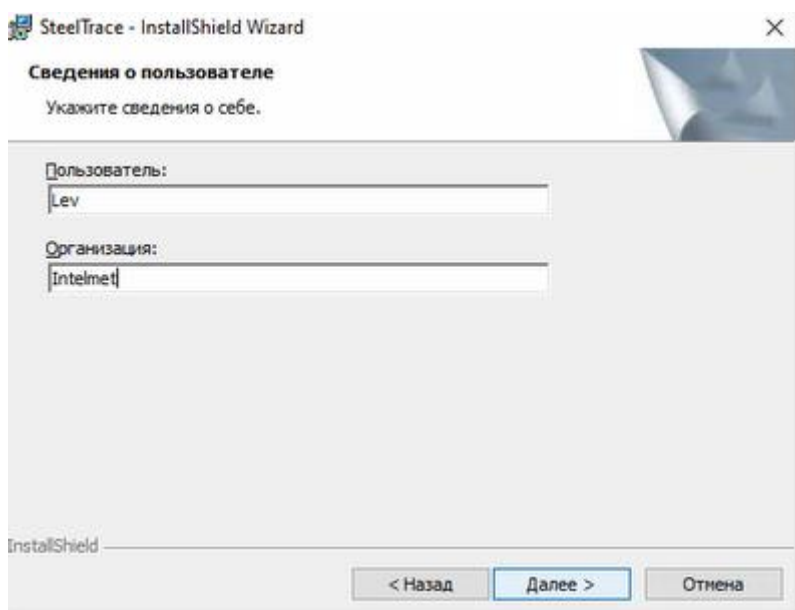 SteelTrace - InstallShield Wizard
Сведения о пользователе
Укажите сведения о себе.
Пользователь:
Lev
Организация:
Intelmet
InstallShield
< Назад Далее > Отмена